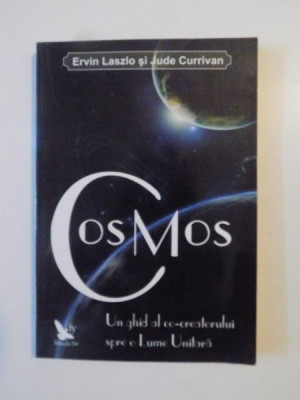 Ervin Laszlo și Jude Currivan
CosMos
Un ghid al co-creatorului
spre o Lume Unitară